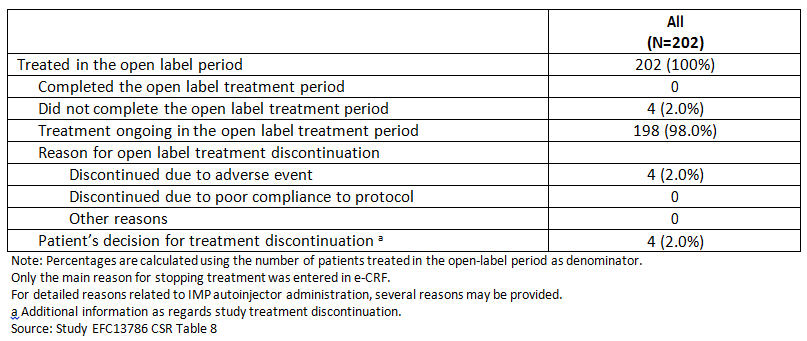 All
(N=202)
Treated in the open label period 202 (100%)
Completed the open label treatment period 0
Did not complete the open label treatment period 4 (2.0%)
Treatment ongoing in the open label treatment period 198 (98.0%)
Reason for open label treatment discontinuation
Discontinued due to adverse event 4 (2.0%)
Discontinued due to poor compliance to protocol 0
Other reasons 0
Patient’s decision for treatment discontinuation a 4 (2.0%)
Note: Percentages are calculated using the number of patients treated in the open-label period as denominator.
Only the main reason for stopping treatment was entered in e-CRF.
For detailed reasons related to IMP autoinjector administration, several reasons may be provided.
a Additional information as regards study treatment discontinuation.
Source: Study EFC13786 CSR Table 8